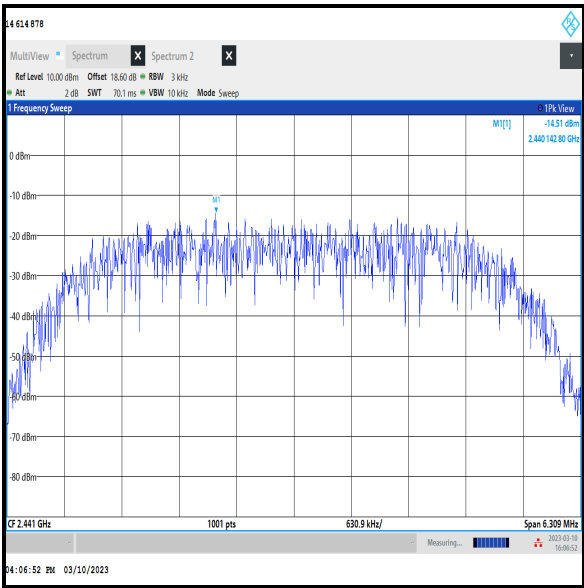 14 614 878
MultiView Spectrum X Spectrum 2 X
Ref Level 10.00 dBm Offset 18.60 dB RBW 3 kHz
Att 2 dB SWT 70.1 ms VBW 10 kHz Mode Sweep
1 Frequency Sweep 1Pk View
M1[1] -14.51 dBm
2.440 142 80 GHz
0 dBm
-10 dBm
M1
-20 dBm
-30 dBm
-40 dBm
-50 dBm
-60 dBm
-70 dBm
-80 dBm
CF 2.441 GHz 1001 pts 630.9 kHz/ Span 6.309 MHz
Measuring... 2023-03-10
16:06:52
04:06:52 PM 03/10/2023